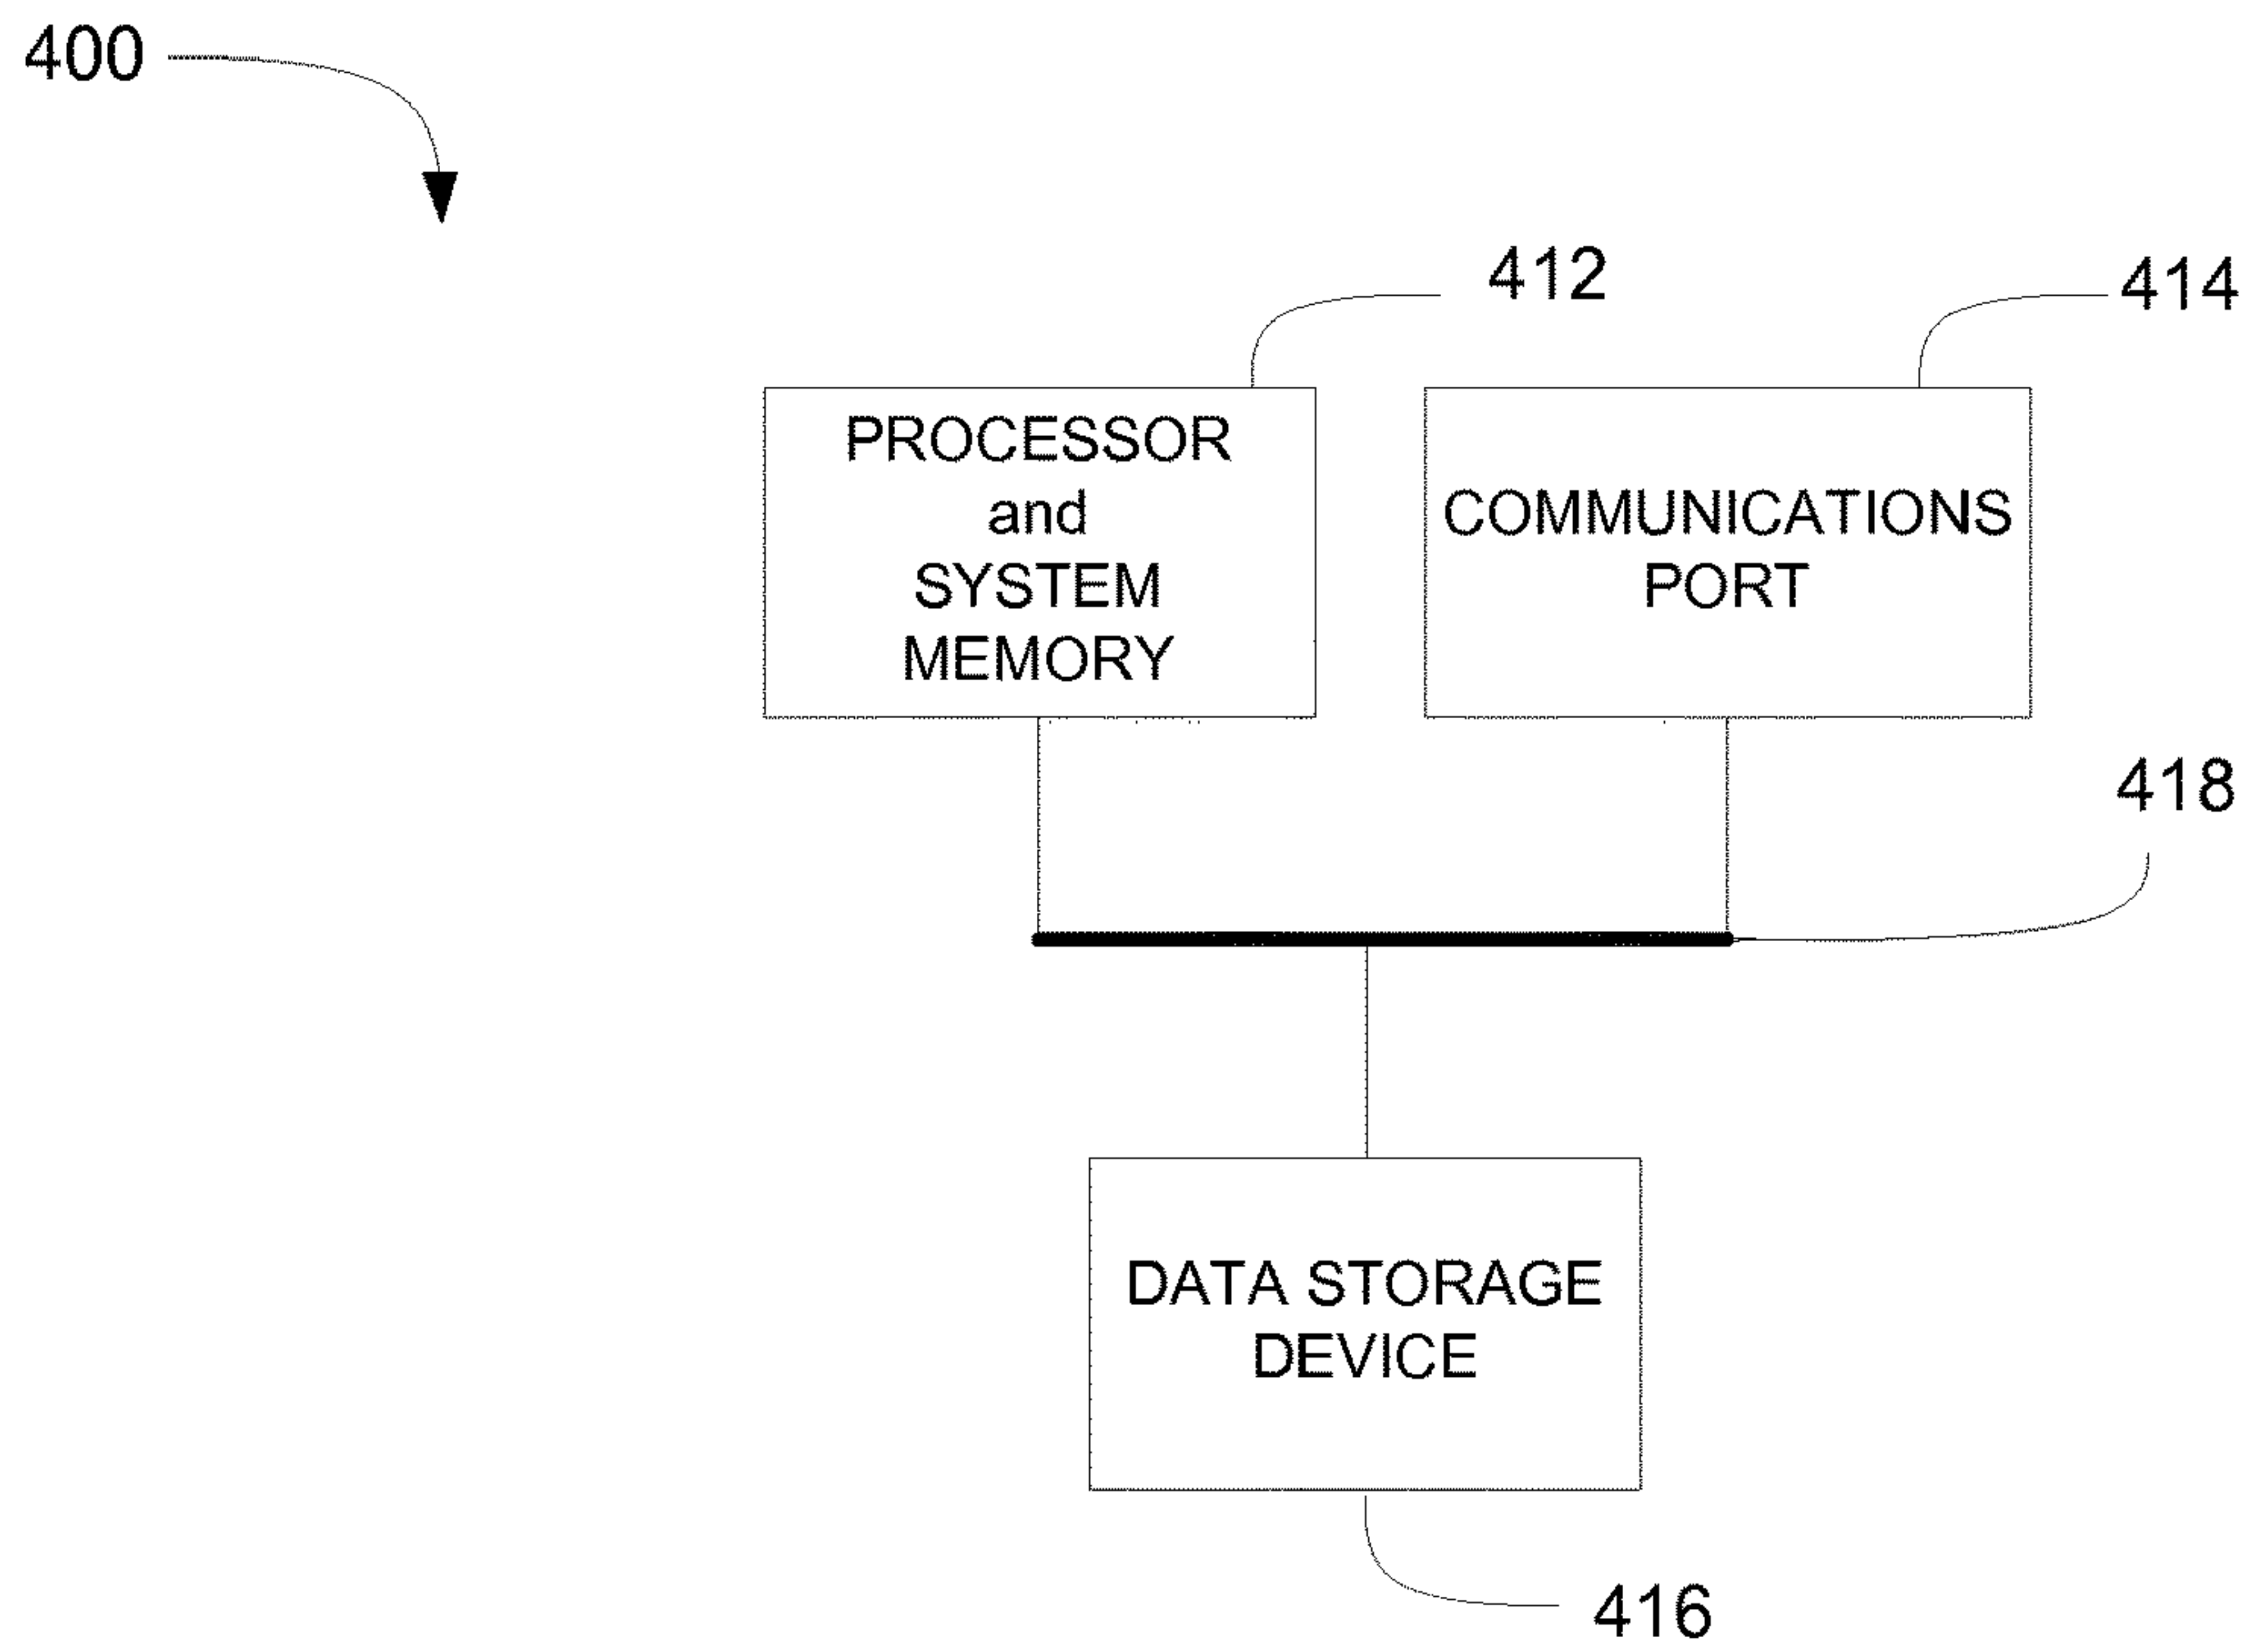 400
412
414
PROCESSOR
and
SYSTEM
MEMORY
COMMUNICATIONS
PORT
418
DATA STORAGE
DEVICE
416